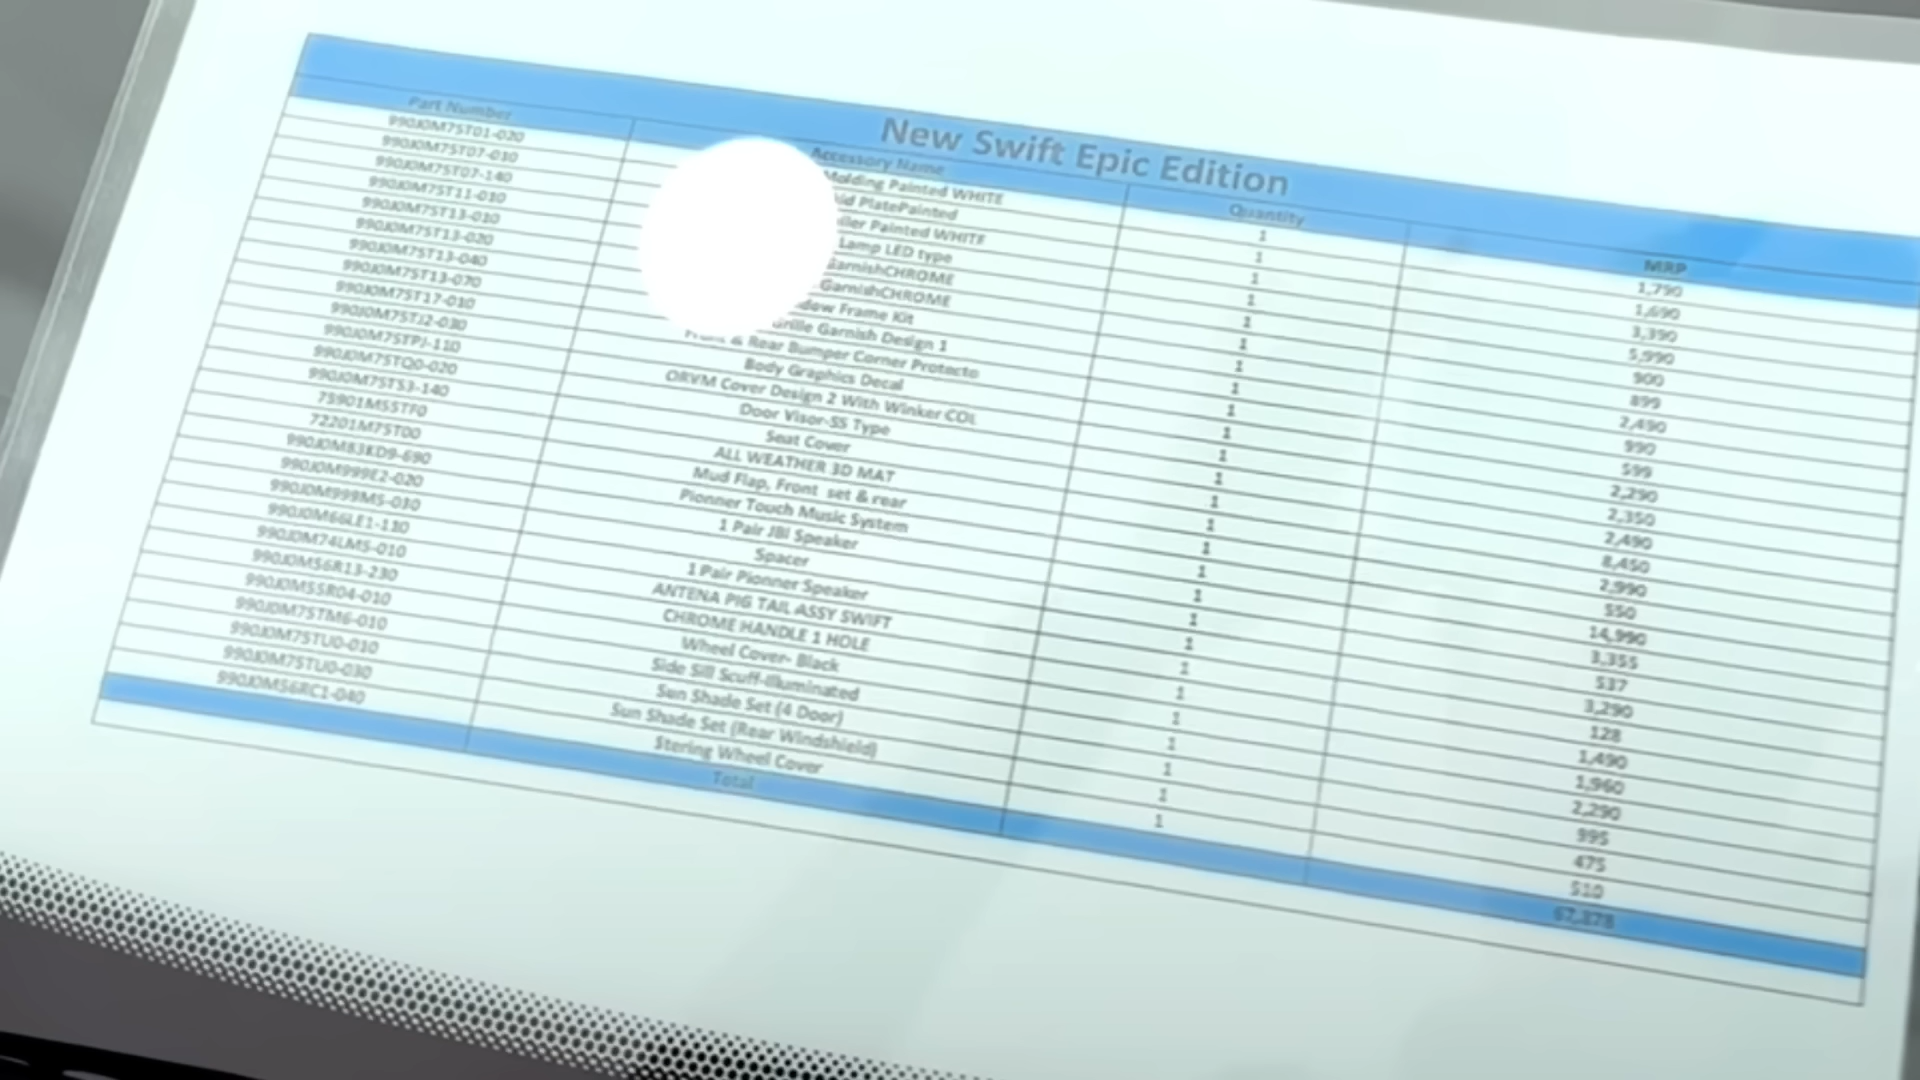 New Swift Epic Edition
Part Number Accessory Name Quantity MRP
990J0M75T01-020 Molding Painted WHITE 1 1,790
990J0M75T07-010 PlatePainted 1 1,690
990J0M75T07-140 Painted WHITE 1 3,390
990J0M75T11-010 Lamp LED type 1 5,990
990J0M75T13-010 GarnishCHROME 1 900
990J0M75T13-020 GarnishCHROME 1 899
990J0M75T13-040 Frame Kit 1 2,490
990J0M75T13-070 Grille Garnish Design 1 1 990
990J0M75T17-010 Front & Rear Bumper Corner Protecto 1 599
990J0M75TJ2-030 Body Graphics Decal 1 2,290
990J0M75TPJ-110 ORVM Cover Design 2 With Winker COL 1 2,350
990J0M75TQ0-020 Door Visor-SS Type 1 2,490
990J0M75TS3-140 Seat Cover 1 8,450
75901M55TF0 ALL WEATHER 3D MAT 1 2,990
72201M75T00 Mud Flap, Front set & rear 1 550
990J0M83KD9-690 Pionner Touch Music System 1 14,990
990J0M999E2-020 1 Pair JBl Speaker 1 3,355
990J0M999M5-030 Spacer 1 537
990J0M66LE1-110 1 Pair Pionner Speaker 1 3,290
990J0M74LM5-010 ANTENA PIG TAIL ASSY SWIFT 1 128
990J0M56R13-230 CHROME HANDLE 1 HOLE 1 1,490
990J0M55R04-010 Wheel Cover- Black 1 1,960
990J0M75TM6-010 Side Sill Scuff-Illuminated 1 2,290
990J0M75TU0-010 Sun Shade Set (4 Door) 1 995
990J0M75TU0-030 Sun Shade Set (Rear Windshield) 1 475
990J0M56RC1-040 Stering Wheel Cover 1 510
Total 67,878